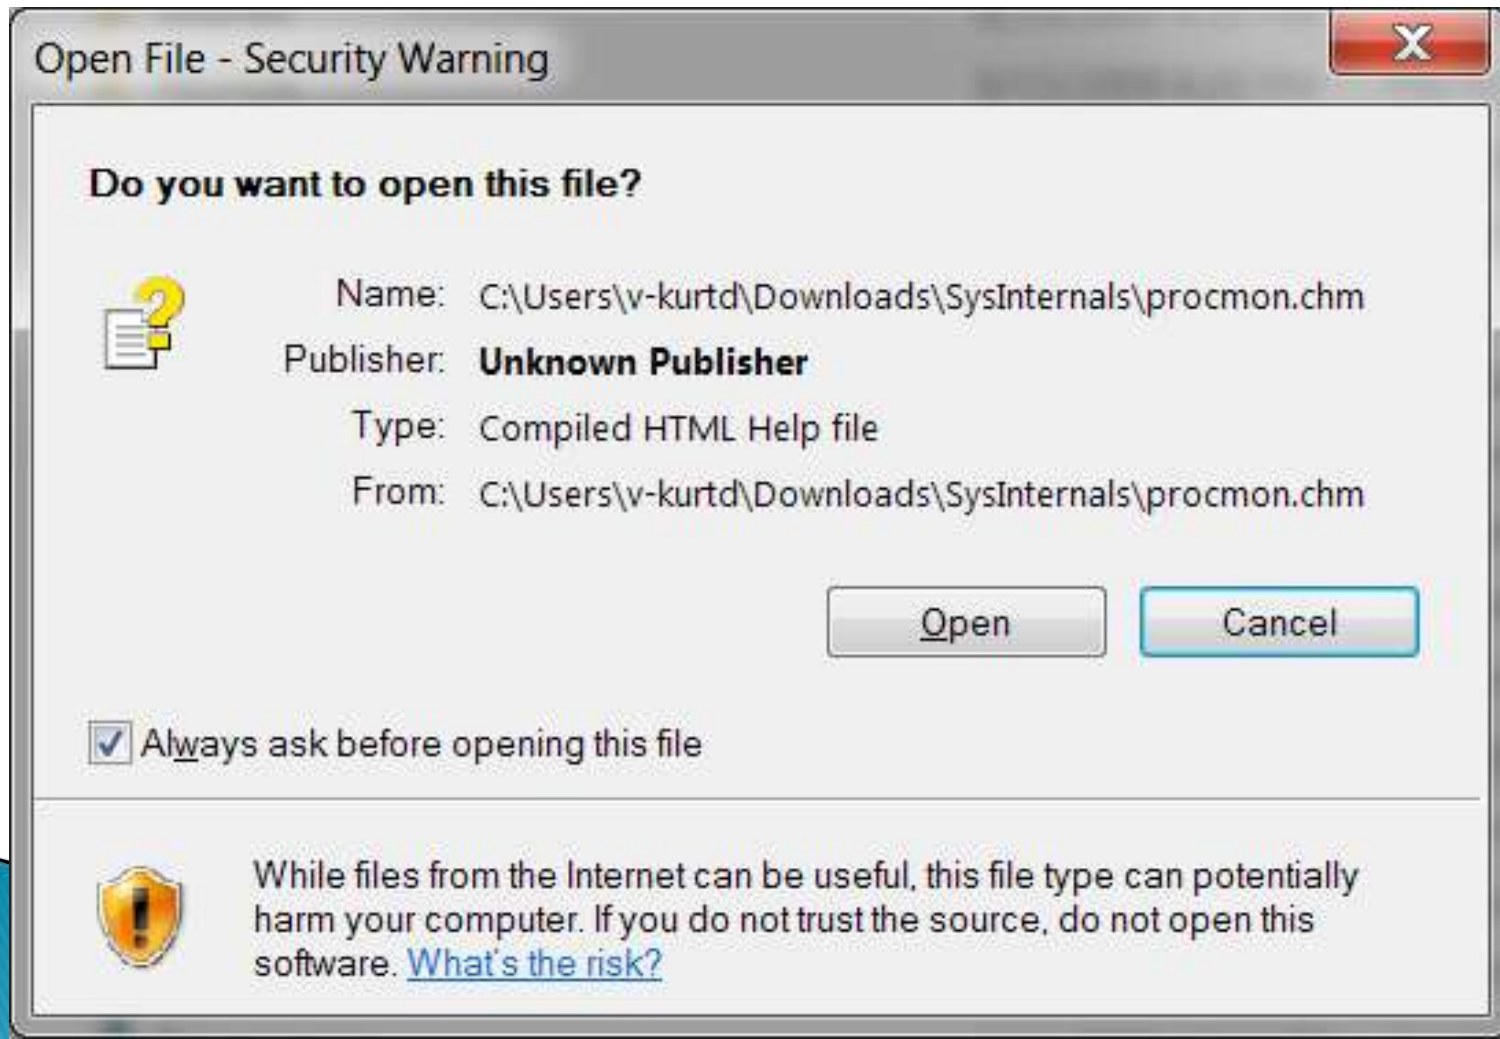 Open File - Security Warning
Do you want to open this file?
Name: C:\Users\v-kurtd\Downloads\SysInternals\procmon.chm
Publisher: Unknown Publisher
Type: Compiled HTML Help file
From: C:\Users\v-kurtd\Downloads\SysInternals\procmon.chm
Open Cancel
Always ask before opening this file
While files from the Internet can be useful, this file type can potentially
harm your computer. If you do not trust the source, do not open this
software. What's the risk?